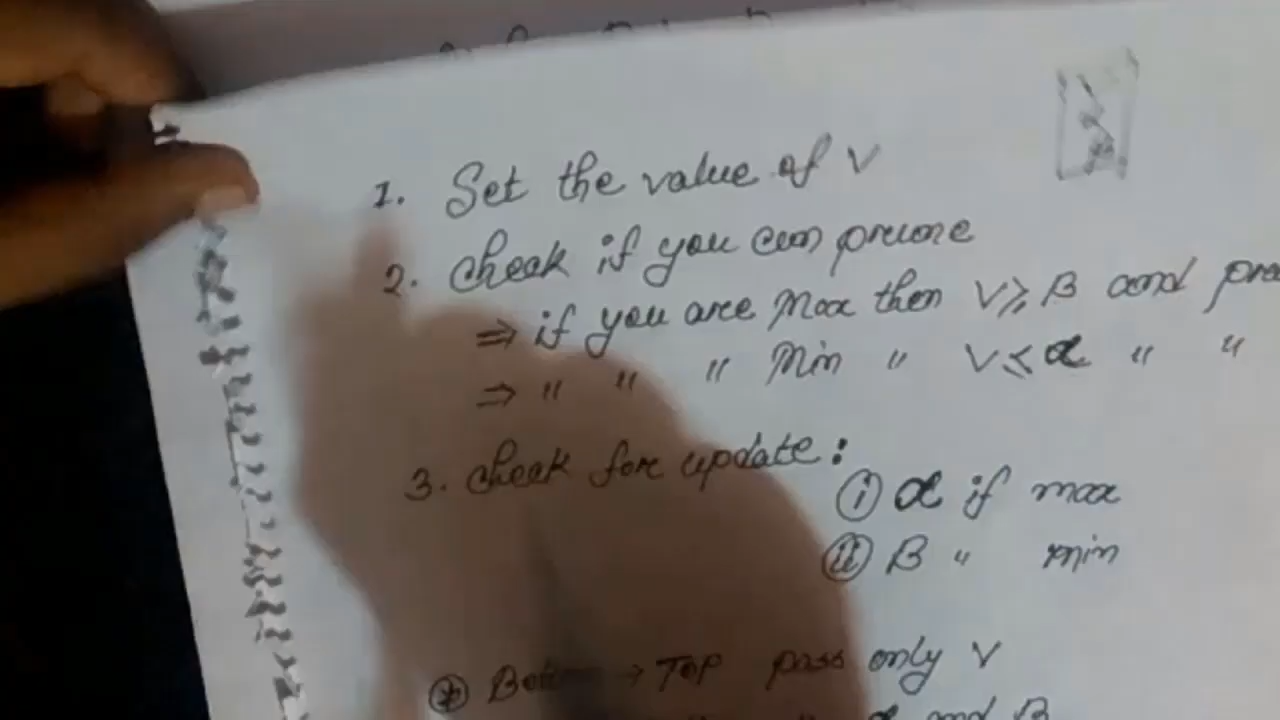 1. Set the value of v
2. check if you can prune
⇒ if you are Max then v ≥ β and
⇒ " " " Min " v ≤ α " "
3. check for update:
(i) α if max
(ii) β " min
→ Top pass only v
α and β